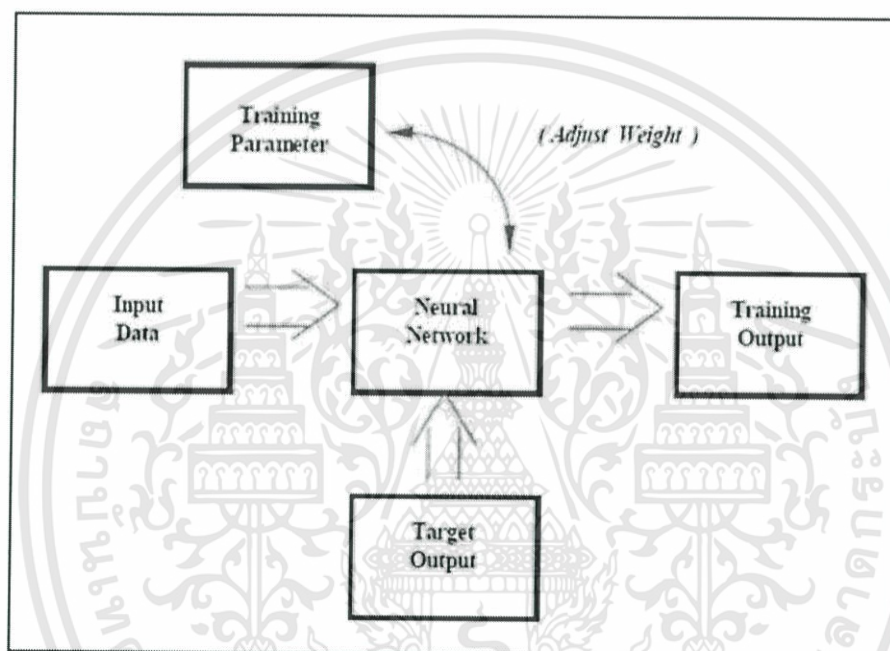 Training
Parameter
( Adjust Weight )
Input
Data
Neural
Network
Training
Output
Target
Output